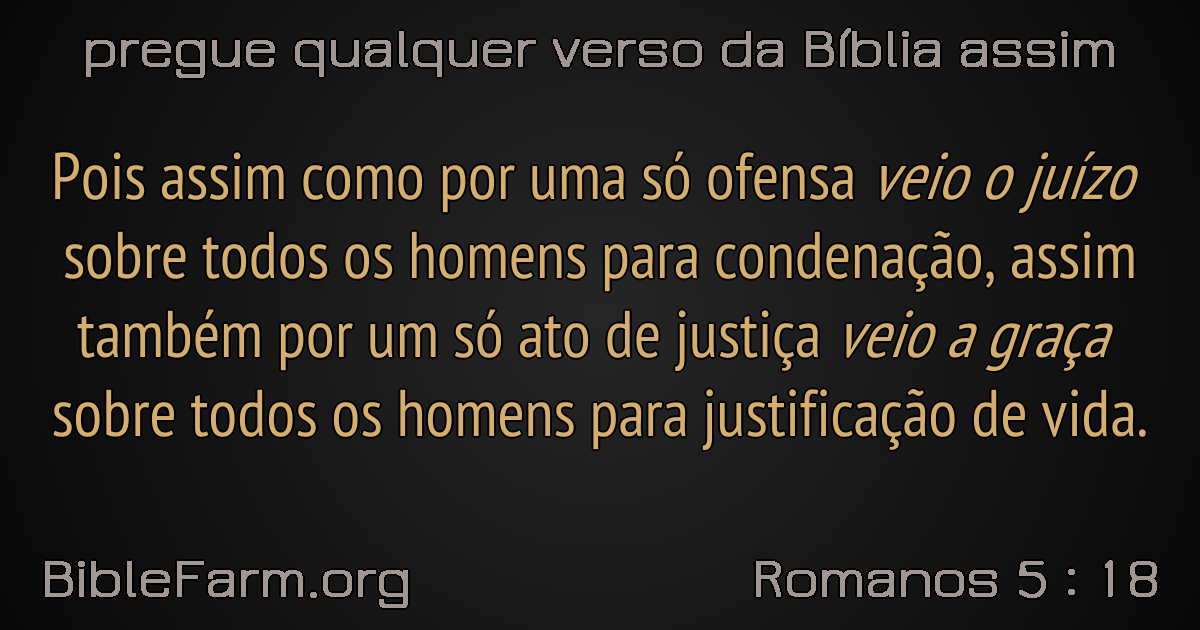 pregue qualquer verso da Bíblia assim
Pois assim como por uma só ofensa veio o juízo
sobre todos os homens para condenação, assim
também por um só ato de justiça veio a graça
sobre todos os homens para justificação de vida.
BibleFarm.org
Romanos 5 : 18